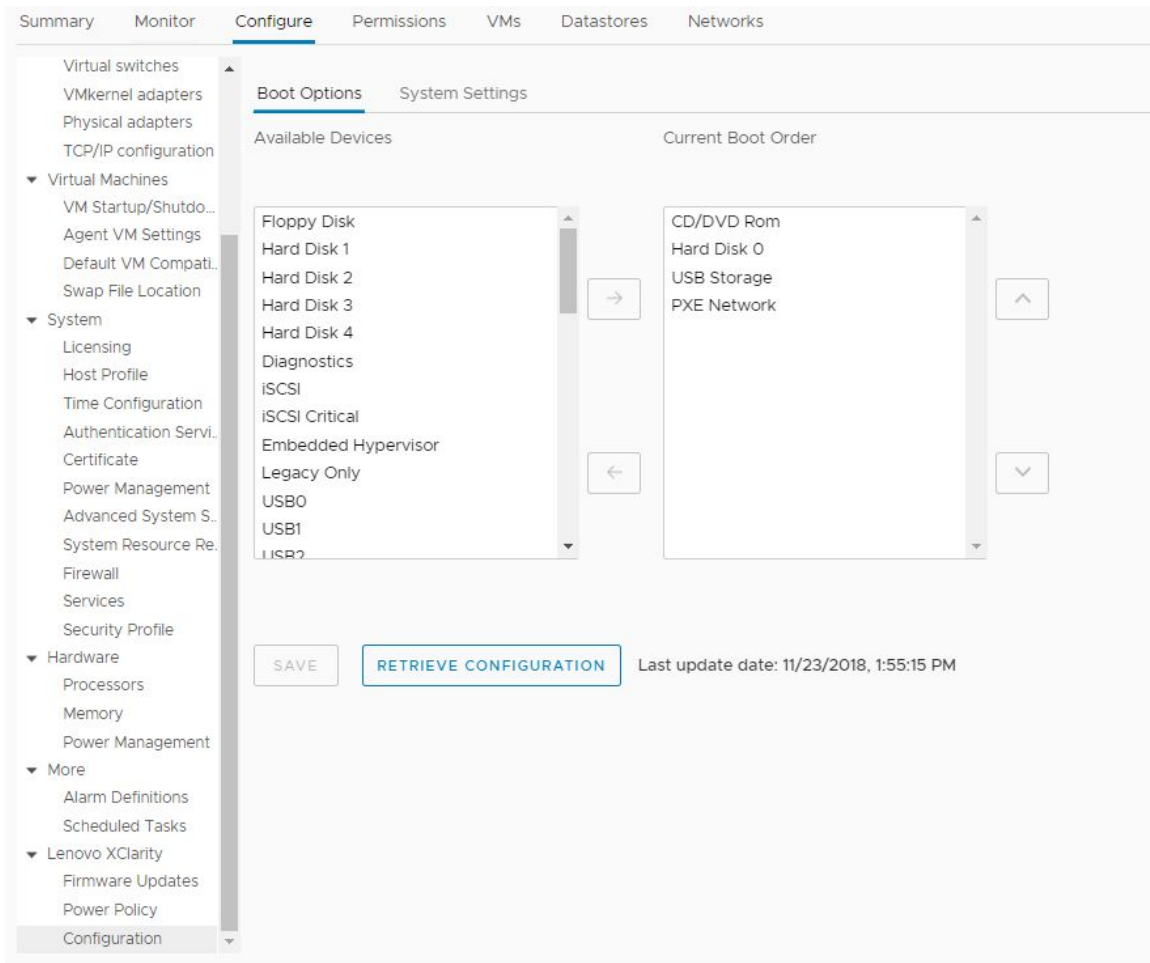 Summary Monitor Configure Permissions VMs Datastores Networks
Virtual switches
VMkernel adapters
Physical adapters
TCP/IP configuration
Virtual Machines
VM Startup/Shutdo...
Agent VM Settings
Default VM Compati..
Swap File Location
System
Licensing
Host Profile
Time Configuration
Authentication Servi..
Certificate
Power Management
Advanced System S..
System Resource Re.
Firewall
Services
Security Profile
Hardware
Processors
Memory
Power Management
More
Alarm Definitions
Scheduled Tasks
Lenovo XClarity
Firmware Updates
Power Policy
Configuration
Boot Options System Settings
Available Devices
Floppy Disk
Hard Disk 1
Hard Disk 2
Hard Disk 3
Hard Disk 4
Diagnostics
iSCSI
iSCSI Critical
Embedded Hypervisor
Legacy Only
USB0
USB1
USB2
Current Boot Order
CD/DVD Rom
Hard Disk 0
USB Storage
PXE Network
SAVE RETRIEVE CONFIGURATION Last update date: 11/23/2018, 1:55:15 PM